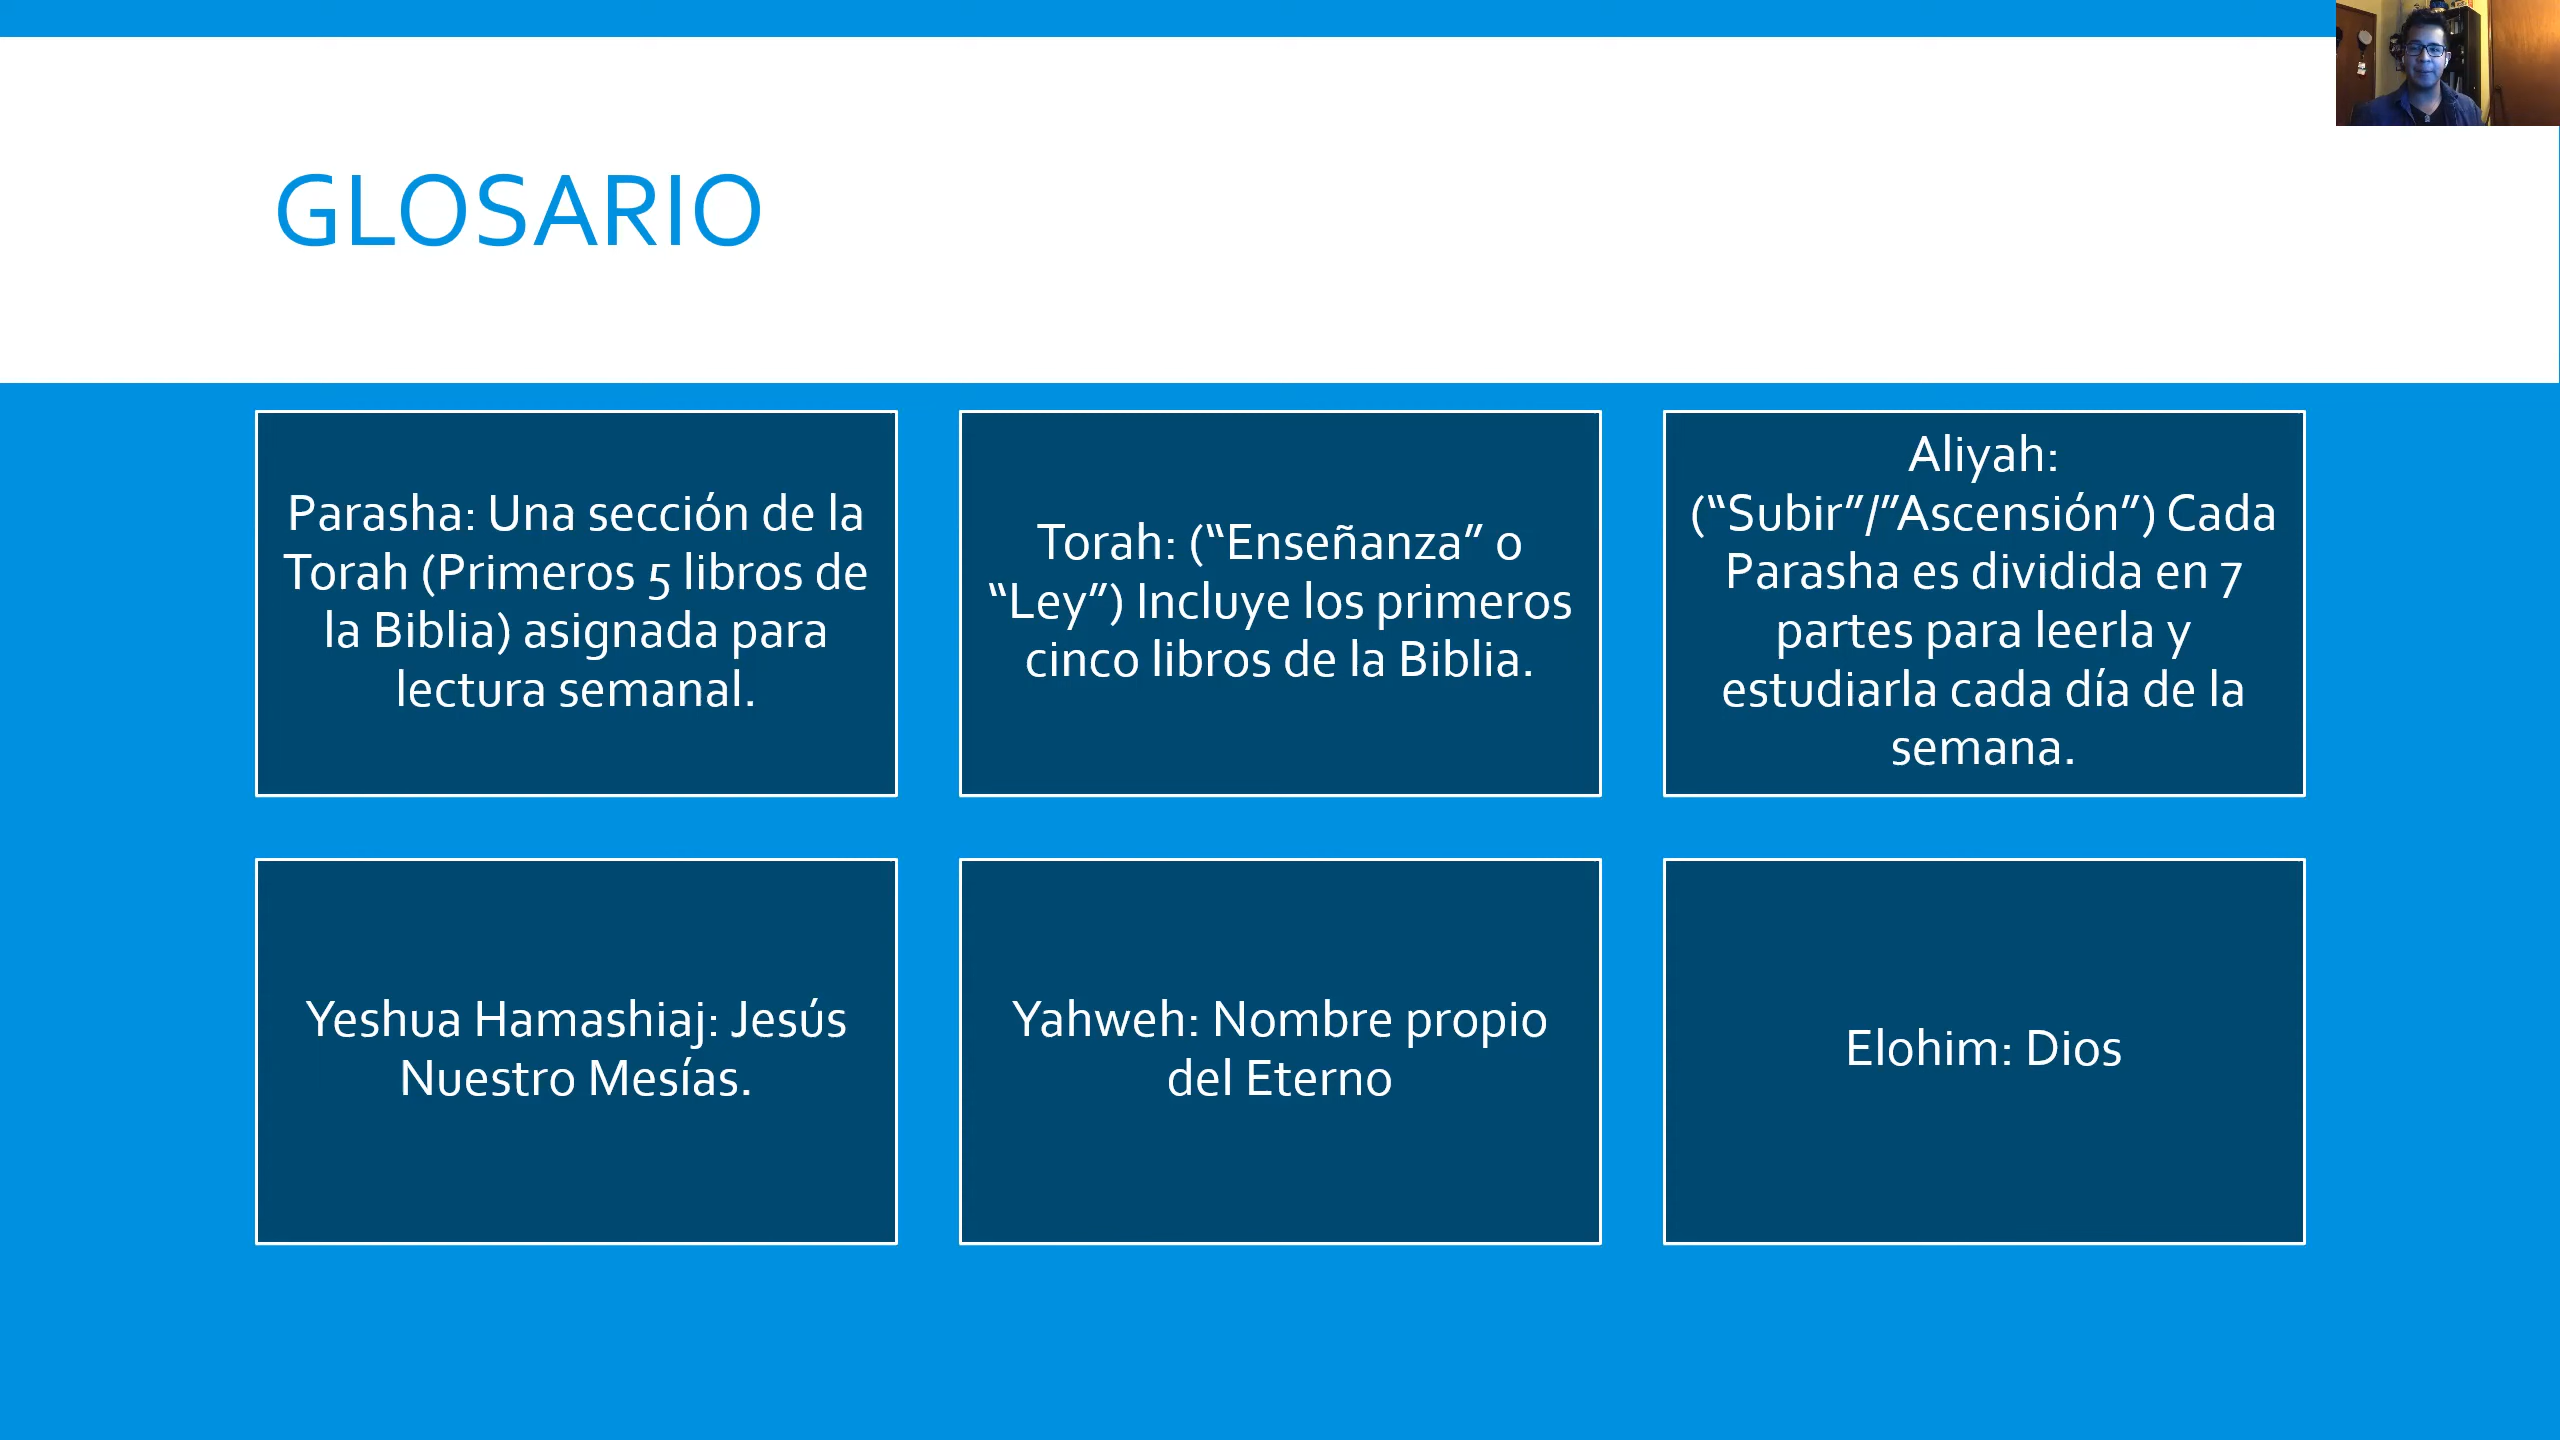 GLOSARIO
Parasha: Una sección de la
Torah (Primeros 5 libros de
la Biblia) asignada para
lectura semanal.
Torah: (“Enseñanza” o
“Ley”) Incluye los primeros
cinco libros de la Biblia.
Aliyah:
(“Subir”/”Ascensión”) Cada
Parasha es dividida en 7
partes para leerla y
estudiarla cada día de la
semana.
Yeshua Hamashiaj: Jesús
Nuestro Mesías.
Yahweh: Nombre propio
del Eterno
Elohim: Dios